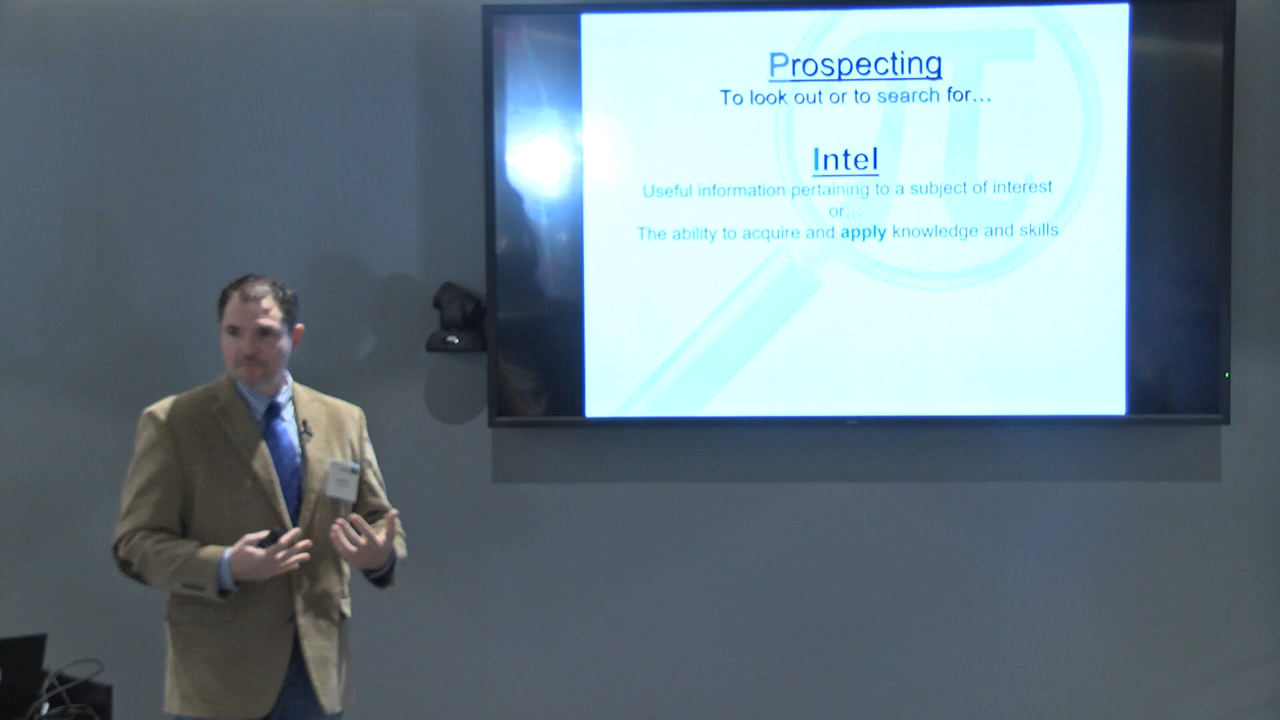 Prospecting
To look out or to search for...
Intel
Useful information pertaining to a subject of interest
or...
The ability to acquire and apply knowledge and skills
π